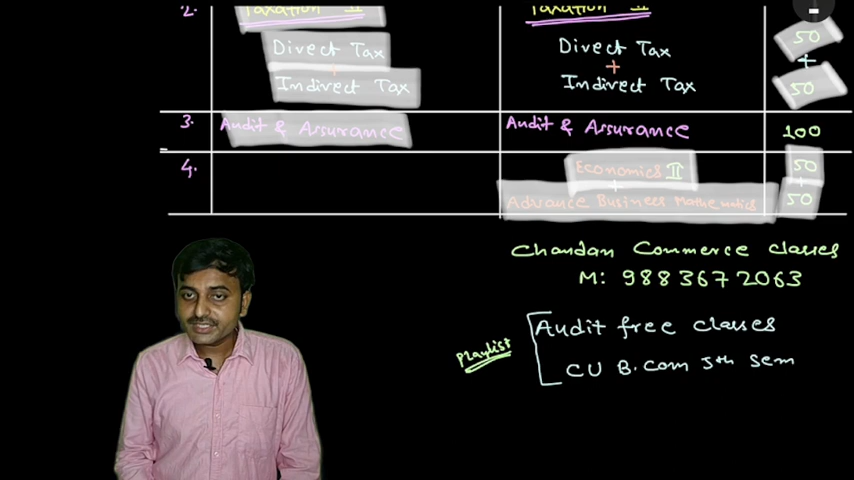 2. Taxation II Taxation II
Direct Tax Direct Tax 50
+ + +
Indirect Tax Indirect Tax 50
3. Audit & Assurance Audit & Assurance 100
4. Economics II 50
+ +
Advance Business Mathematics 50
Chandan Commerce Classes
M: 9883672063
Playlist
Audit free classes
CU B.Com 5th Sem